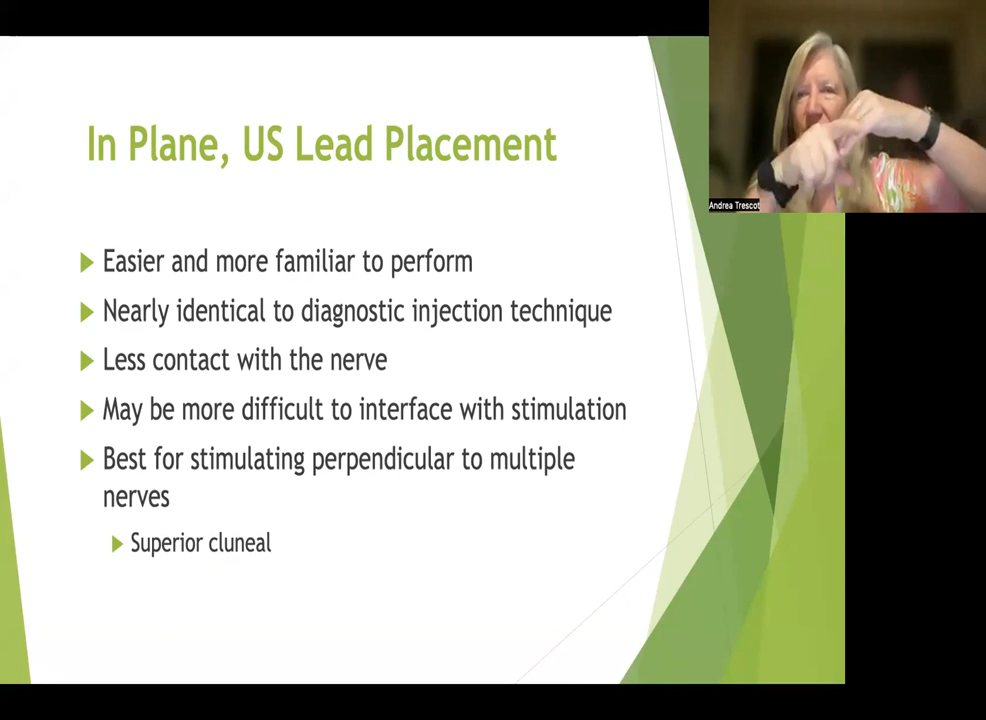 In Plane, US Lead Placement
Easier and more familiar to perform
Nearly identical to diagnostic injection technique
Less contact with the nerve
May be more difficult to interface with stimulation
Best for stimulating perpendicular to multiple
nerves
Superior cluneal
Andrea Trescot